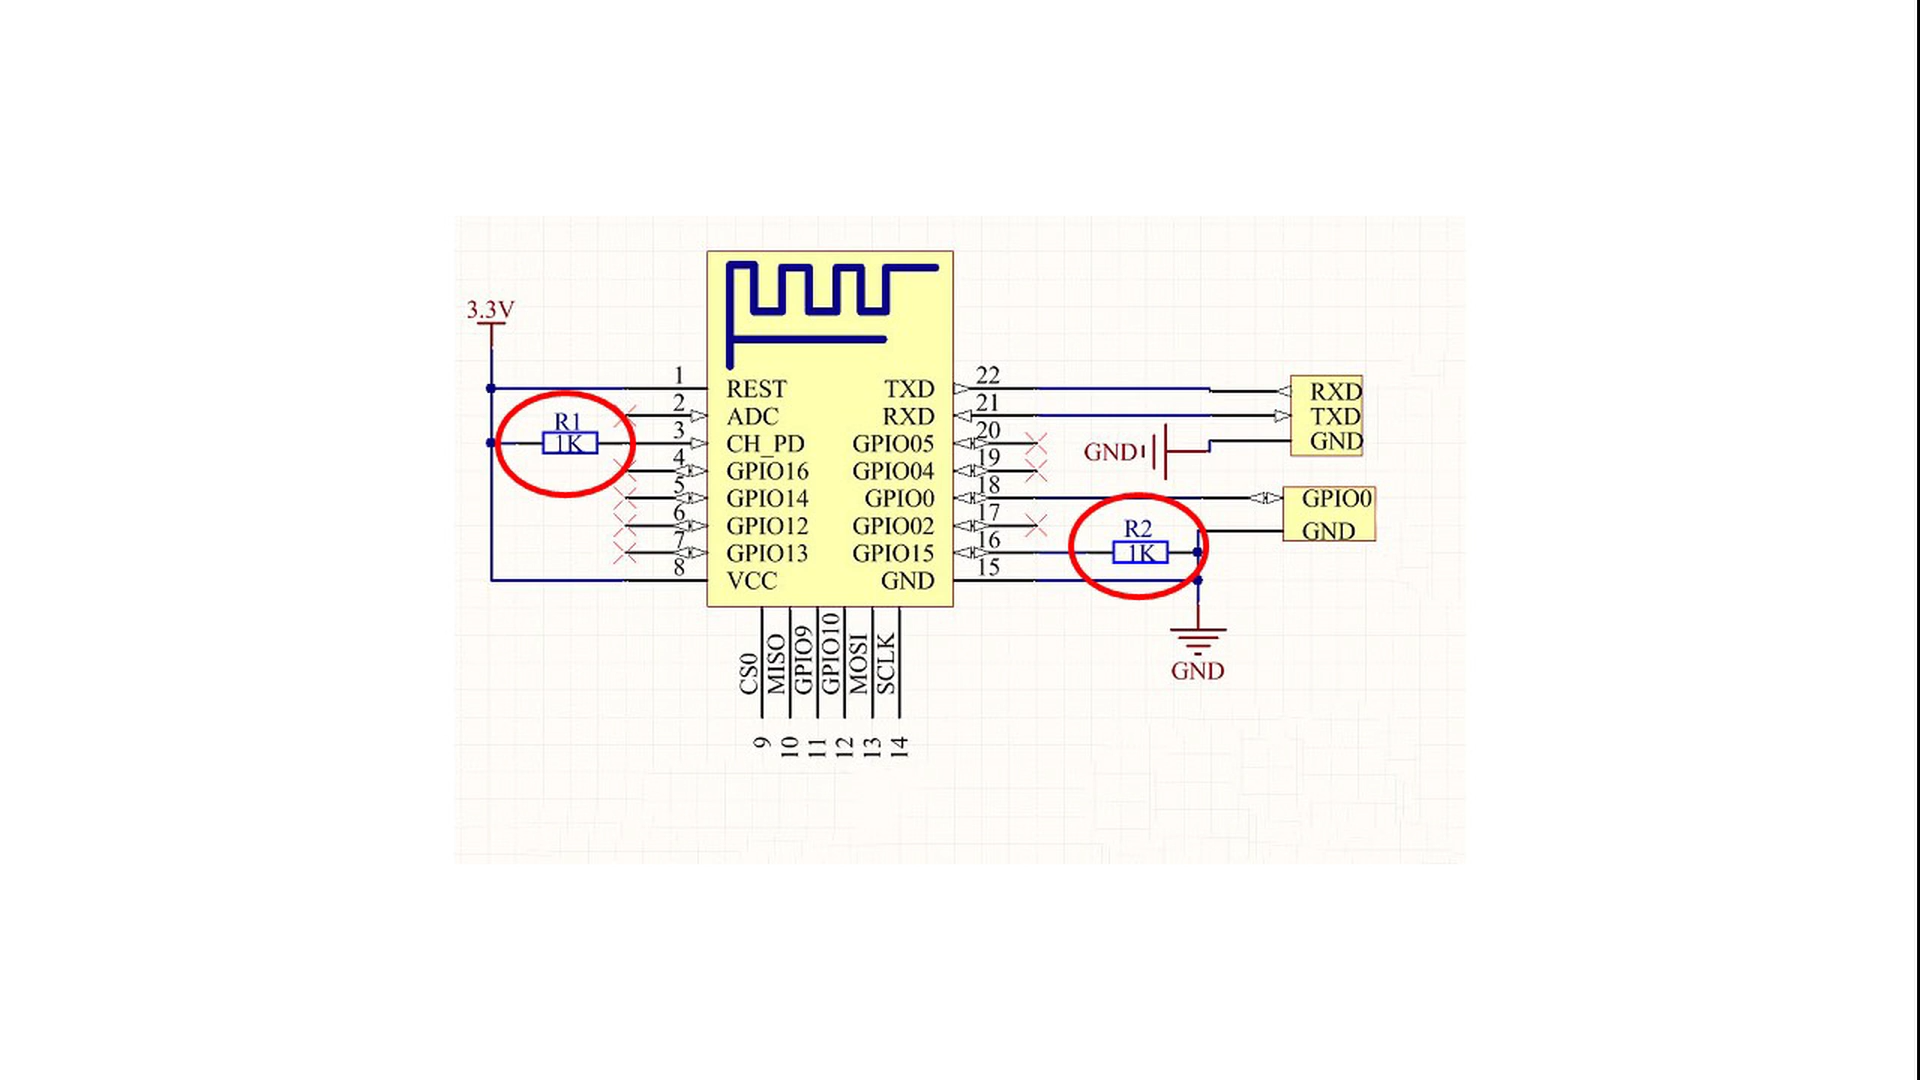 3.3V
1 REST TXD 22 RXD
2 ADC RXD 21 TXD
R1
1K
3 CH_PD GPIO05 20 GND GND
4 GPIO16 GPIO04 19
5 GPIO14 GPIO0 18 GPIO0
6 GPIO12 GPIO02 17 R2 GND
7 GPIO13 GPIO15 16 1K
8 VCC GND 15
CS0 MISO GPIO9 GPIO10 MOSI SCLK
GND
9 10 11 12 13 14